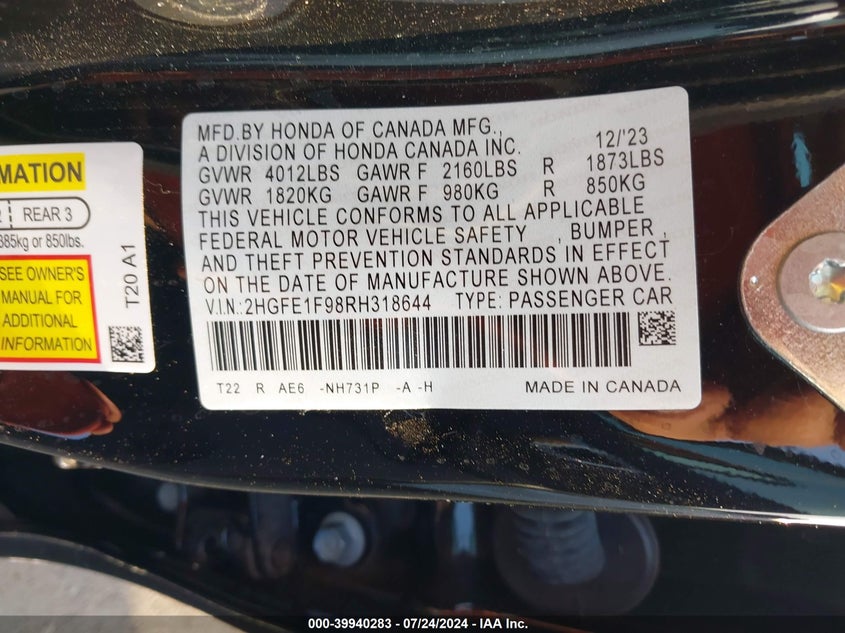 MFD.BY HONDA OF CANADA MFG.,
A DIVISION OF HONDA CANADA INC. 12/'23
GVWR 4012LBS GAWR F 2160LBS R 1873LBS
GVWR 1820KG GAWR F 980KG R 850KG
THIS VEHICLE CONFORMS TO ALL APPLICABLE
FEDERAL MOTOR VEHICLE SAFETY , BUMPER ,
AND THEFT PREVENTION STANDARDS IN EFFECT
ON THE DATE OF MANUFACTURE SHOWN ABOVE.
V.I.N.:2HGFE1F98RH318644 TYPE: PASSENGER CAR
T22 R AE6 -NH731P -A -H MADE IN CANADA
REAR 3
385kg or 850lbs.
SEE OWNER'S
MANUAL FOR
ADDITIONAL
INFORMATION
T20 A1
000-39940283 - 07/24/2024 - IAA Inc.